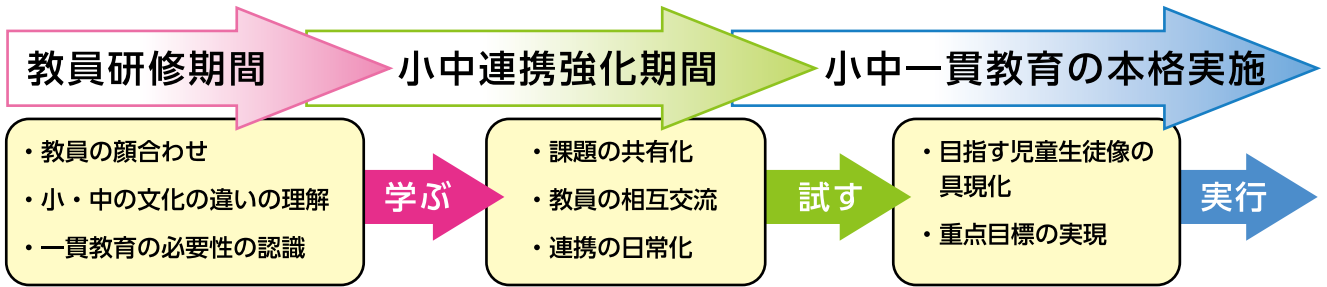 教員研修期間
小中連携強化期間
小中一貫教育の本格実施
・教員の顔合わせ
・小・中の文化の違いの理解
・一貫教育の必要性の認識
学ぶ
・課題の共有化
・教員の相互交流
・連携の日常化
試す
・目指す児童生徒像の
具現化
・重点目標の実現
実行